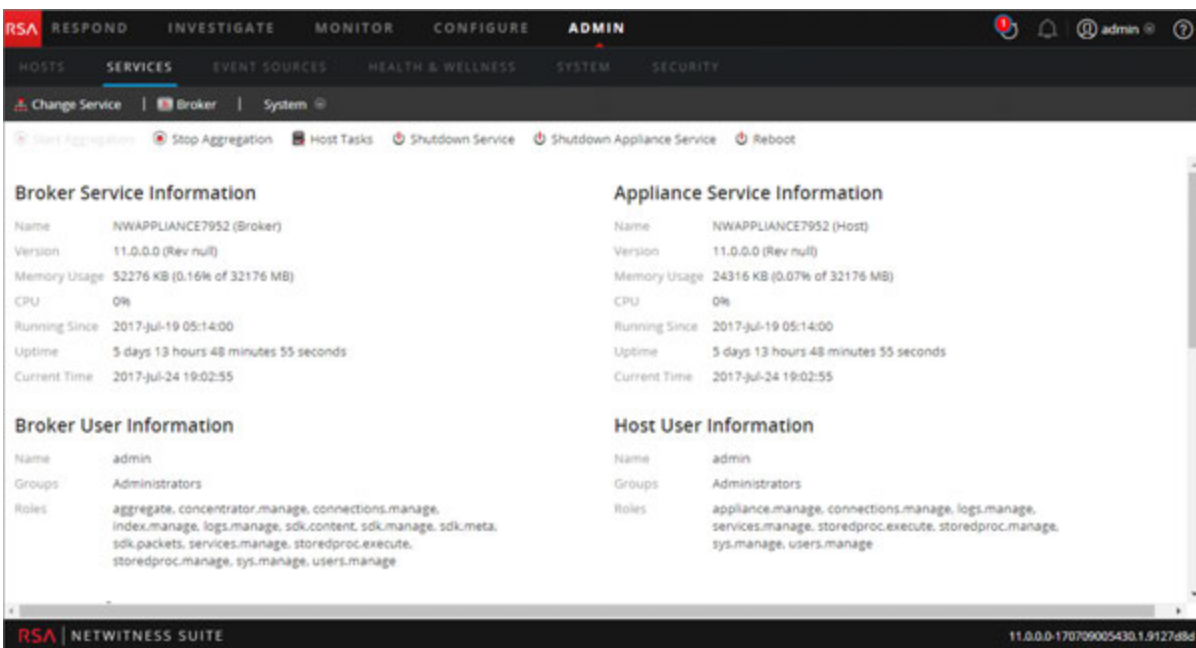 RSA RESPOND INVESTIGATE MONITOR CONFIGURE ADMIN 1 admin ?
HOSTS SERVICES EVENT SOURCES HEALTH & WELLNESS SYSTEM SECURITY
Change Service | Broker | System
Start Aggregation Stop Aggregation Host Tasks Shutdown Service Shutdown Appliance Service Reboot
Broker Service Information
Name NWAPPLIANCE7952 (Broker)
Version 11.0.0.0 (Rev null)
Memory Usage 52276 KB (0.16% of 32176 MB)
CPU 0%
Running Since 2017-Jul-19 05:14:00
Uptime 5 days 13 hours 48 minutes 55 seconds
Current Time 2017-Jul-24 19:02:55
Appliance Service Information
Name NWAPPLIANCE7952 (Host)
Version 11.0.0.0 (Rev null)
Memory Usage 24316 KB (0.07% of 32176 MB)
CPU 0%
Running Since 2017-Jul-19 05:14:00
Uptime 5 days 13 hours 48 minutes 55 seconds
Current Time 2017-Jul-24 19:02:55
Broker User Information
Name admin
Groups Administrators
Roles aggregate, concentrator.manage, connections.manage,
index.manage, logs.manage, sdk.content, sdk.manage, sdk.meta,
sdk.packets, services.manage, storedproc.execute,
storedproc.manage, sys.manage, users.manage
Host User Information
Name admin
Groups Administrators
Roles appliance.manage, connections.manage, logs.manage,
services.manage, storedproc.execute, storedproc.manage,
sys.manage, users.manage
RSA | NETWITNESS SUITE 11.0.0.0-170709005430.1.9127d8d